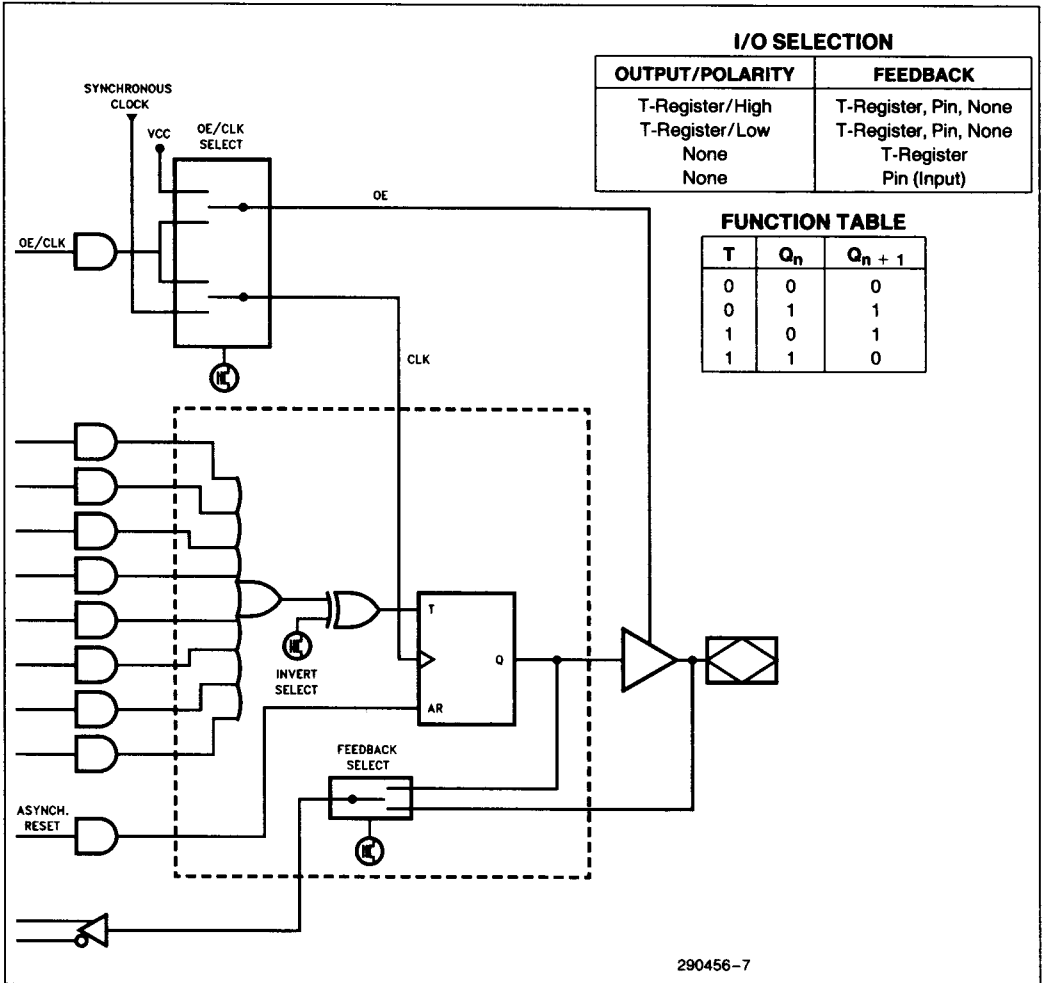 I/O SELECTION
OUTPUT/POLARITY FEEDBACK
T-Register/High T-Register, Pin, None
T-Register/Low T-Register, Pin, None
None T-Register
None Pin (Input)
FUNCTION TABLE
T Qn Qn + 1
0 0 0
0 1 1
1 0 1
1 1 0
SYNCHRONOUS
CLOCK
VCC
OE/CLK
SELECT
OE
OE/CLK
CLK
T
Q
AR
INVERT
SELECT
FEEDBACK
SELECT
ASYNCH.
RESET
290456-7